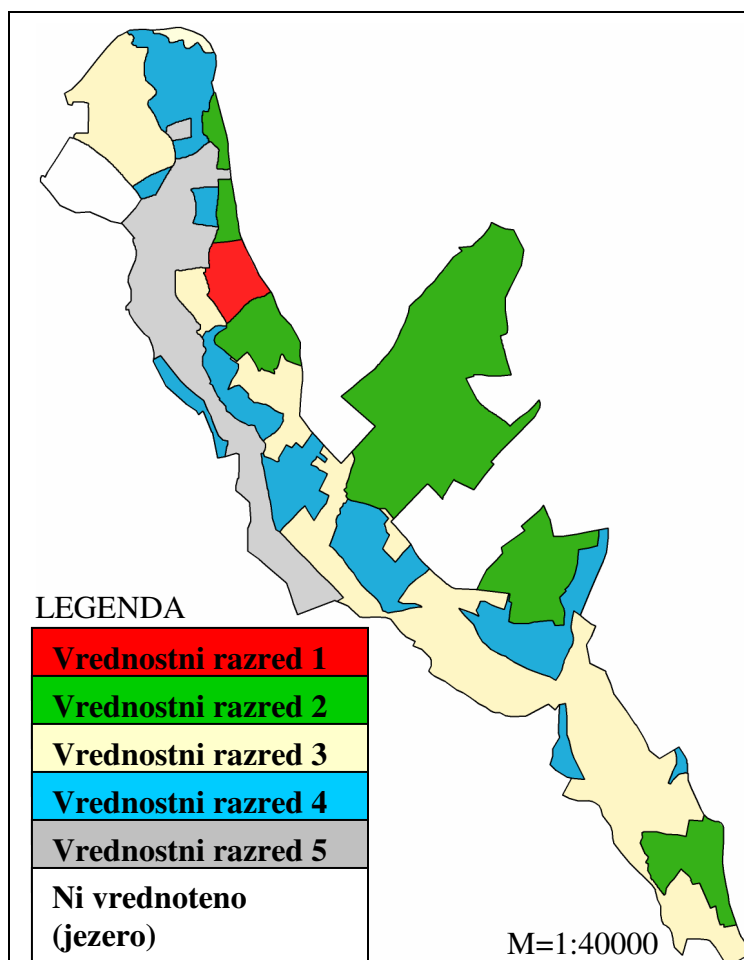 LEGENDA
Vrednostni razred 1
Vrednostni razred 2
Vrednostni razred 3
Vrednostni razred 4
Vrednostni razred 5
Ni vrednoteno
(jezero)
M=1:40000